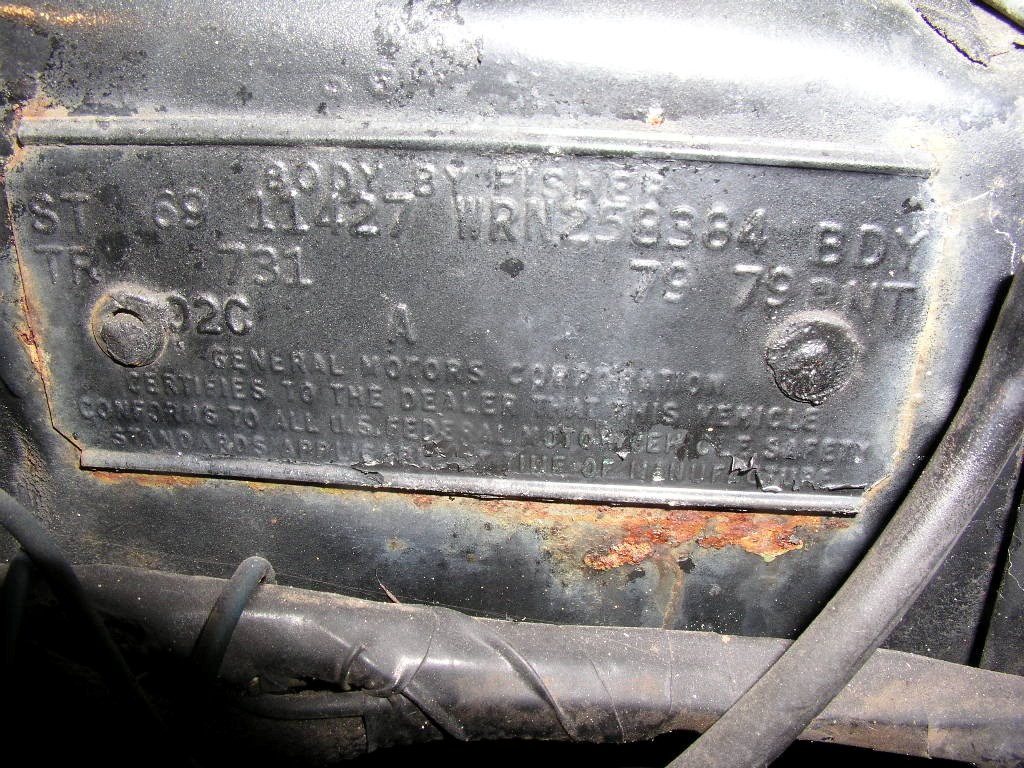 BODY BY FISHER
ST 69 11427 WRN258384 BDY
TR 731 79 79 PNT
02C A
GENERAL MOTORS CORPORATION
CERTIFIES TO THE DEALER THAT THIS VEHICLE
CONFORMS TO ALL U.S. FEDERAL MOTOR VEHICLE SAFETY
STANDARDS APPLICABLE AT TIME OF MANUFACTURE